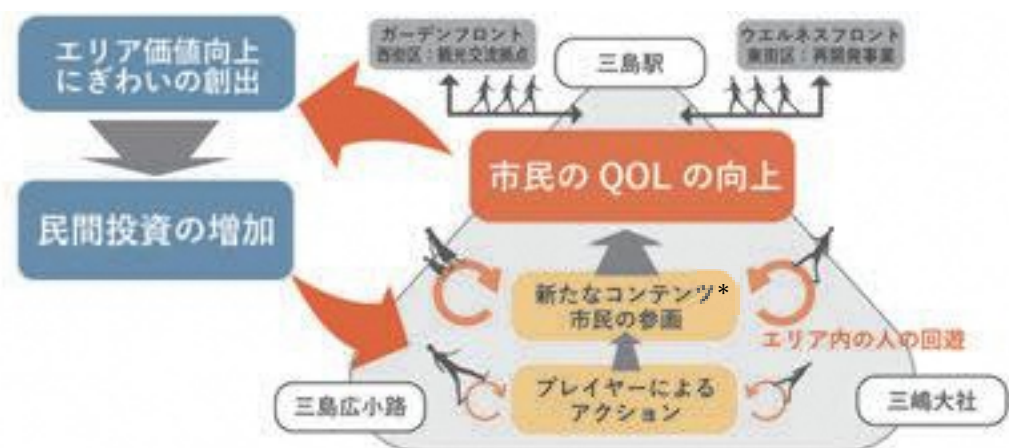 エリア価値向上
にぎわいの創出
民間投資の増加
ガーデンフロント
西街区:観光交流拠点
三島駅
ウエルネスフロント
東街区:再開発事業
市民の QOL の向上
新たなコンテンツ*
市民の参画
エリア内の人の回遊
プレイヤーによる
アクション
三島広小路
三嶋大社